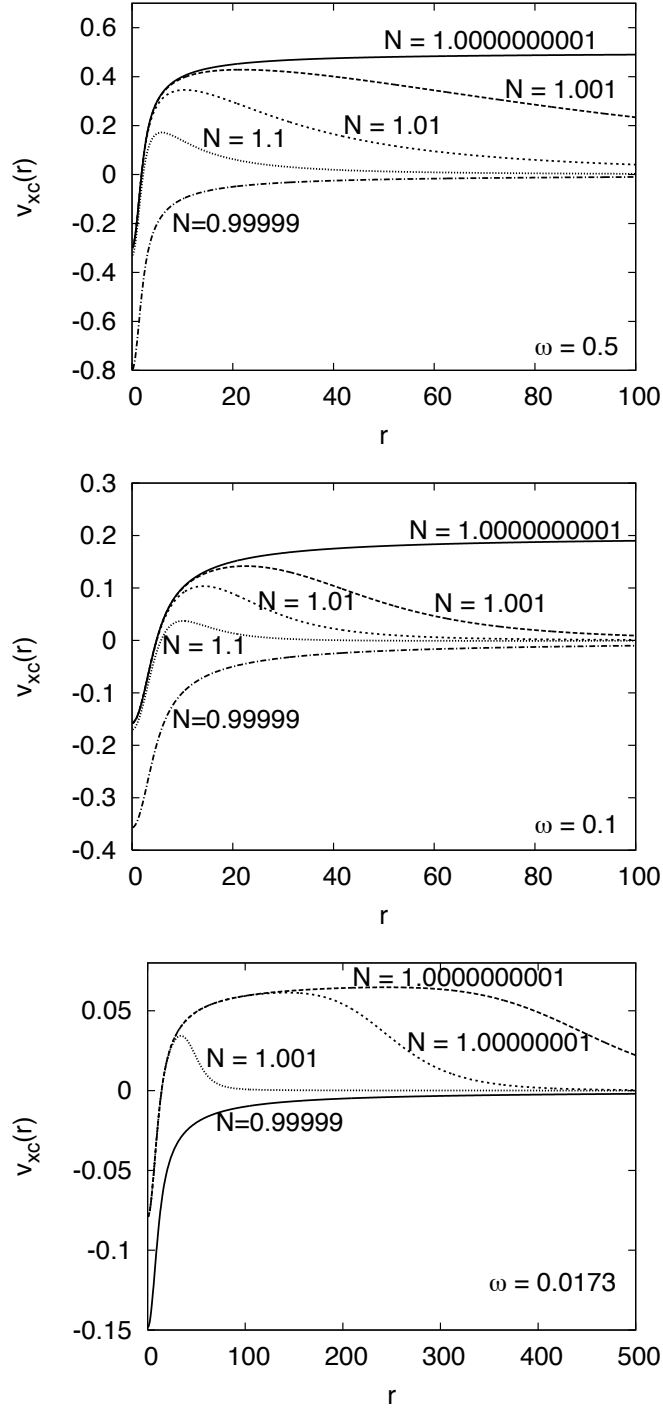 0.6
N = 1.0000000001
0.4
N = 1.001
N = 1.1
N = 1.01
0.2
0
v_xc(r)
-0.2
N=0.99999
-0.4
-0.6
ω = 0.5
-0.8
0 20 40 60 80 100
r
0.3
N = 1.0000000001
0.2
0.1
N = 1.01
N = 1.001
0
N = 1.1
v_xc(r)
-0.1
N=0.99999
-0.2
-0.3
ω = 0.1
-0.4
0 20 40 60 80 100
r
N = 1.0000000001
0.05
N = 1.00000001
N = 1.001
0
N=0.99999
v_xc(r)
-0.05
-0.1
ω = 0.0173
-0.15
0 100 200 300 400 500
r